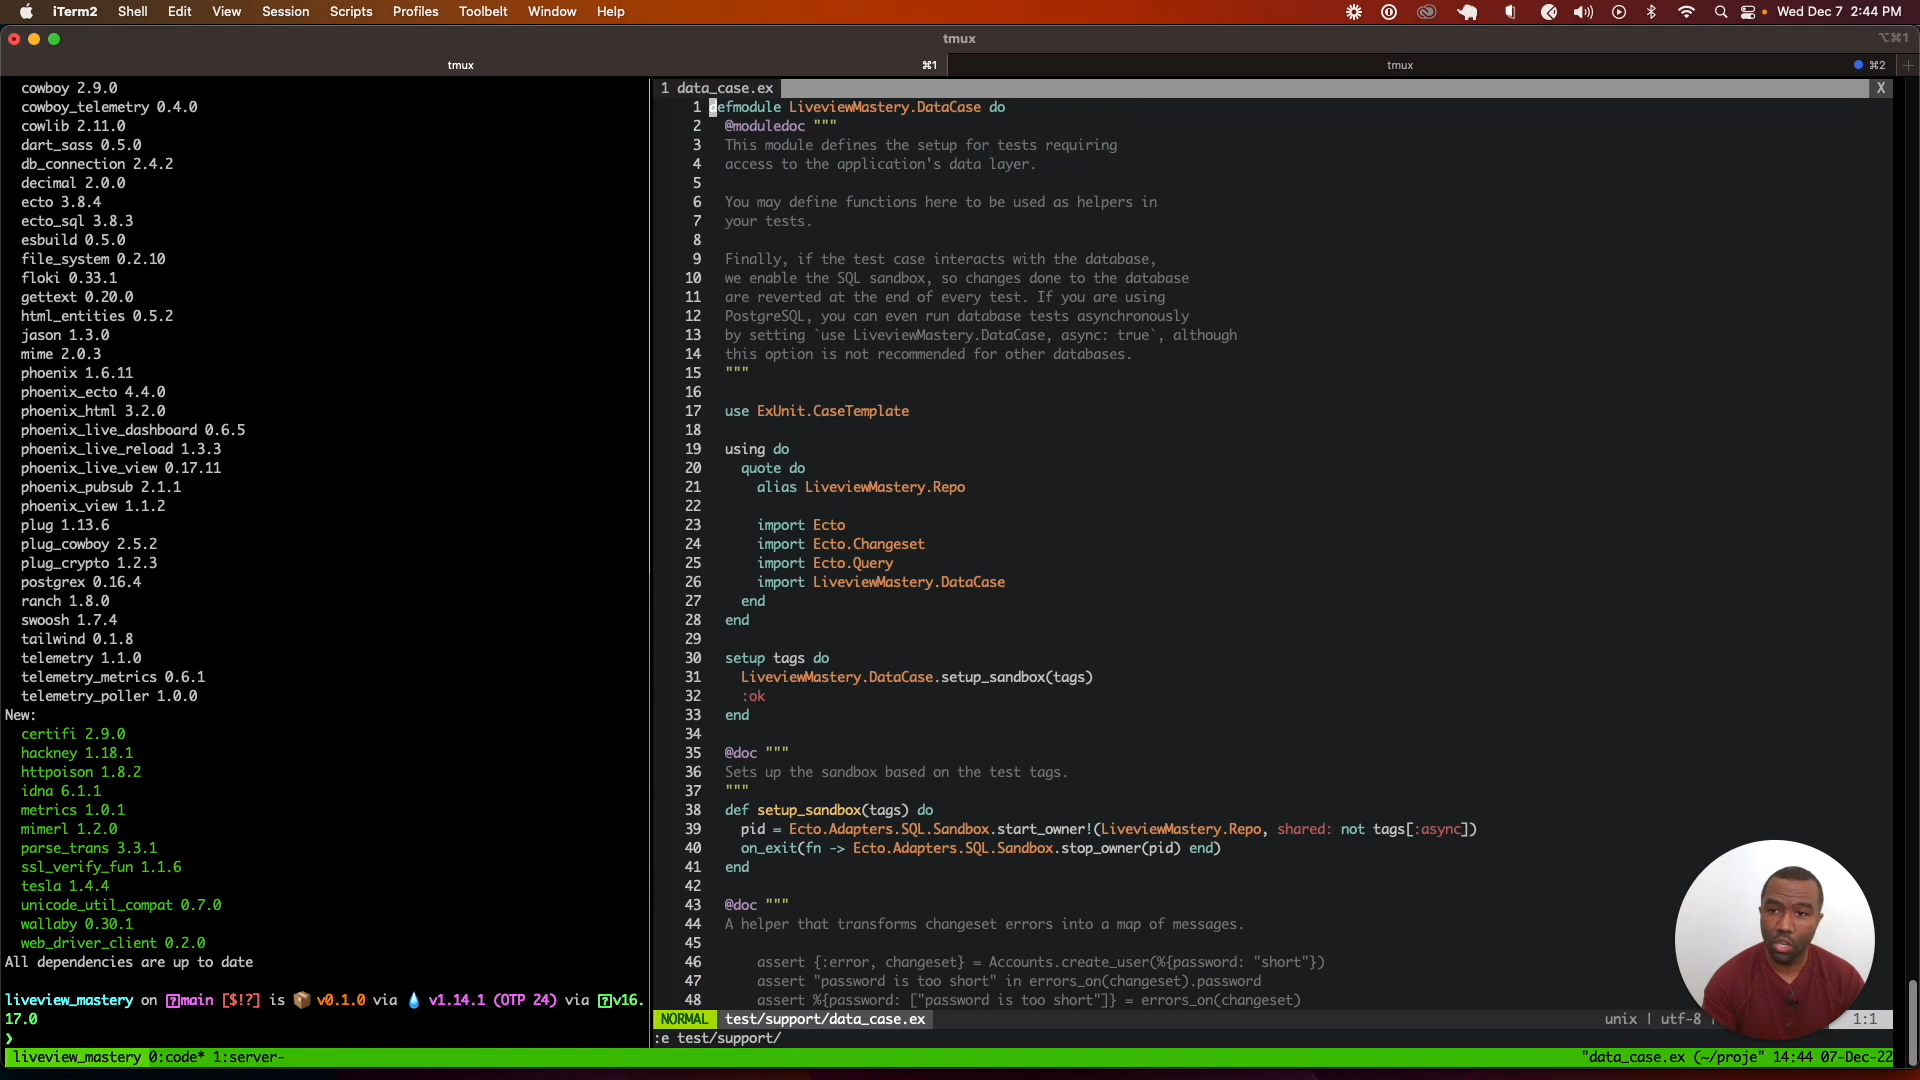 iTerm2 Shell Edit View Session Scripts Profiles Toolbelt Window Help Wed Dec 7 2:44 PM
tmux ⌥⌘1
tmux ⌘1 tmux ⌘2
cowboy 2.9.0
cowboy_telemetry 0.4.0
cowlib 2.11.0
dart_sass 0.5.0
db_connection 2.4.2
decimal 2.0.0
ecto 3.8.4
ecto_sql 3.8.3
esbuild 0.5.0
file_system 0.2.10
floki 0.33.1
gettext 0.20.0
html_entities 0.5.2
jason 1.3.0
mime 2.0.3
phoenix 1.6.11
phoenix_ecto 4.4.0
phoenix_html 3.2.0
phoenix_live_dashboard 0.6.5
phoenix_live_reload 1.3.3
phoenix_live_view 0.17.11
phoenix_pubsub 2.1.1
phoenix_view 1.1.2
plug 1.13.6
plug_cowboy 2.5.2
plug_crypto 1.2.3
postgrex 0.16.4
ranch 1.8.0
swoosh 1.7.4
tailwind 0.1.8
telemetry 1.1.0
telemetry_metrics 0.6.1
telemetry_poller 1.0.0
New:
certifi 2.9.0
hackney 1.18.1
httpoison 1.8.2
idna 6.1.1
metrics 1.0.1
mimerl 1.2.0
parse_trans 3.3.1
ssl_verify_fun 1.1.6
tesla 1.4.4
unicode_util_compat 0.7.0
wallaby 0.30.1
web_driver_client 0.2.0
All dependencies are up to date
liveview_mastery on main [$!?] is 📦 v0.1.0 via 💧 v1.14.1 (OTP 24) via v16.
17.0
❯
1 data_case.ex X
1 defmodule LiveviewMastery.DataCase do
2 @moduledoc """
3 This module defines the setup for tests requiring
4 access to the application's data layer.
5
6 You may define functions here to be used as helpers in
7 your tests.
8
9 Finally, if the test case interacts with the database,
10 we enable the SQL sandbox, so changes done to the database
11 are reverted at the end of every test. If you are using
12 PostgreSQL, you can even run database tests asynchronously
13 by setting `use LiveviewMastery.DataCase, async: true`, although
14 this option is not recommended for other databases.
15 """
16
17 use ExUnit.CaseTemplate
18
19 using do
20 quote do
21 alias LiveviewMastery.Repo
22
23 import Ecto
24 import Ecto.Changeset
25 import Ecto.Query
26 import LiveviewMastery.DataCase
27 end
28 end
29
30 setup tags do
31 LiveviewMastery.DataCase.setup_sandbox(tags)
32 :ok
33 end
34
35 @doc """
36 Sets up the sandbox based on the test tags.
37 """
38 def setup_sandbox(tags) do
39 pid = Ecto.Adapters.SQL.Sandbox.start_owner!(LiveviewMastery.Repo, shared: not tags[:async])
40 on_exit(fn -> Ecto.Adapters.SQL.Sandbox.stop_owner(pid) end)
41 end
42
43 @doc """
44 A helper that transforms changeset errors into a map of messages.
45
46 assert {:error, changeset} = Accounts.create_user(%{password: "short"})
47 assert "password is too short" in errors_on(changeset).password
48 assert %{password: ["password is too short"]} = errors_on(changeset)
NORMAL test/support/data_case.ex unix | utf-8 | 1:1
:e test/support/
liveview_mastery 0:code* 1:server- "data_case.ex (~/proje" 14:44 07-Dec-22